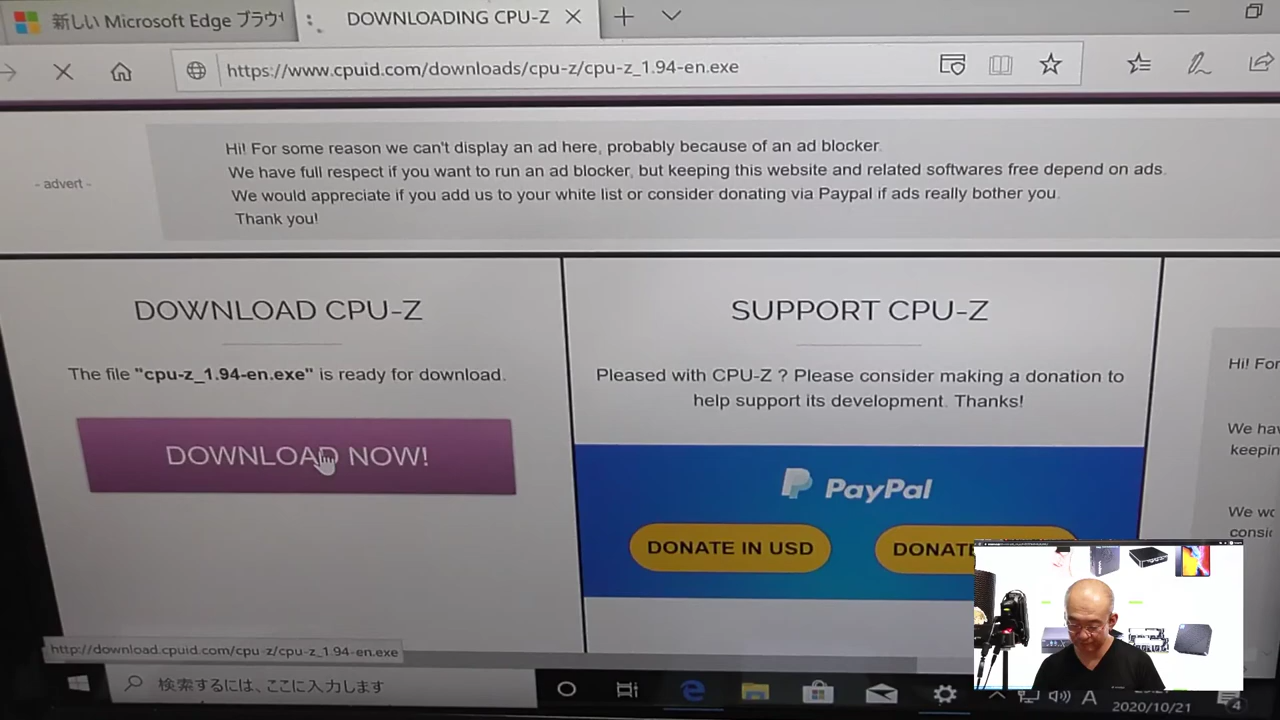 新しい Microsoft Edge ブラウ
DOWNLOADING CPU-Z
https://www.cpuid.com/downloads/cpu-z/cpu-z_1.94-en.exe
- advert -
Hi! For some reason we can't display an ad here, probably because of an ad blocker.
We have full respect if you want to run an ad blocker, but keeping this website and related softwares free depend on ads.
We would appreciate if you add us to your white list or consider donating via Paypal if ads really bother you.
Thank you!
DOWNLOAD CPU-Z
The file "cpu-z_1.94-en.exe" is ready for download.
DOWNLOAD NOW!
SUPPORT CPU-Z
Pleased with CPU-Z ? Please consider making a donation to
help support its development. Thanks!
PayPal
DONATE IN USD
DONATE
Hi! For
We hav
keepin
We wo
consid
http://download.cpuid.com/cpu-z/cpu-z_1.94-en.exe
検索するには、ここに入力します
A
2020/10/21
4